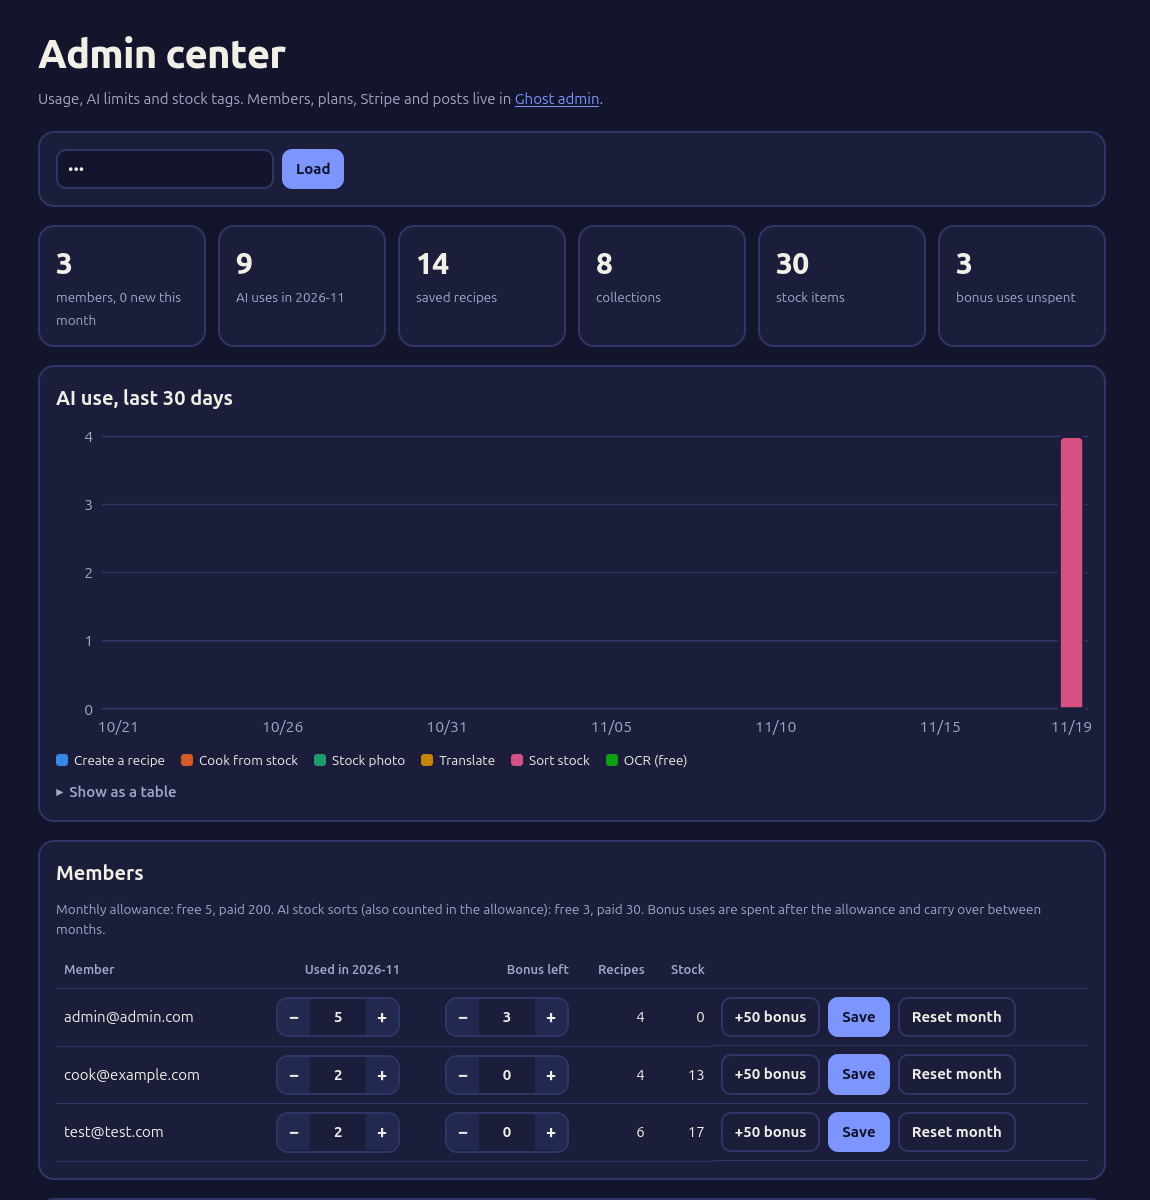 Admin center
Usage, AI limits and stock tags. Members, plans, Stripe and posts live in Ghost admin.
•••
Load
3
members, 0 new this
month
9
AI uses in 2026-11
14
saved recipes
8
collections
30
stock items
3
bonus uses unspent
AI use, last 30 days
4
3
2
1
0
10/21 10/26 10/31 11/05 11/10 11/15 11/19
Create a recipe Cook from stock Stock photo Translate Sort stock OCR (free)
▸ Show as a table
Members
Monthly allowance: free 5, paid 200. AI stock sorts (also counted in the allowance): free 3, paid 30. Bonus uses are spent after the allowance and carry over between
months.
Member Used in 2026-11 Bonus left Recipes Stock
admin@admin.com − 5 + − 3 + 4 0 +50 bonus Save Reset month
cook@example.com − 2 + − 0 + 4 13 +50 bonus Save Reset month
test@test.com − 2 + − 0 + 6 17 +50 bonus Save Reset month